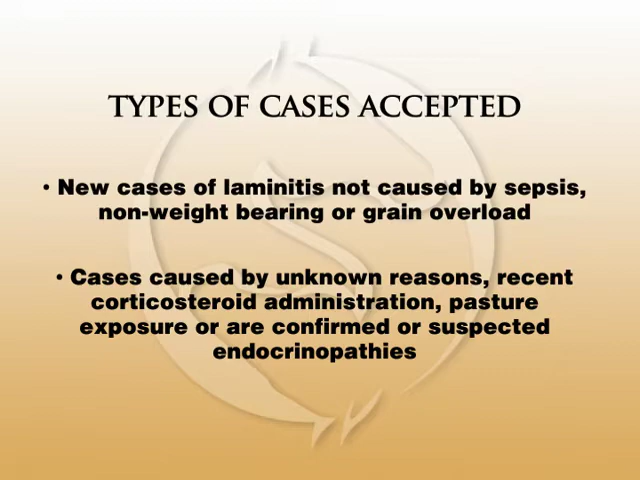 TYPES OF CASES ACCEPTED
• New cases of laminitis not caused by sepsis,
non-weight bearing or grain overload
• Cases caused by unknown reasons, recent
corticosteroid administration, pasture
exposure or are confirmed or suspected
endocrinopathies